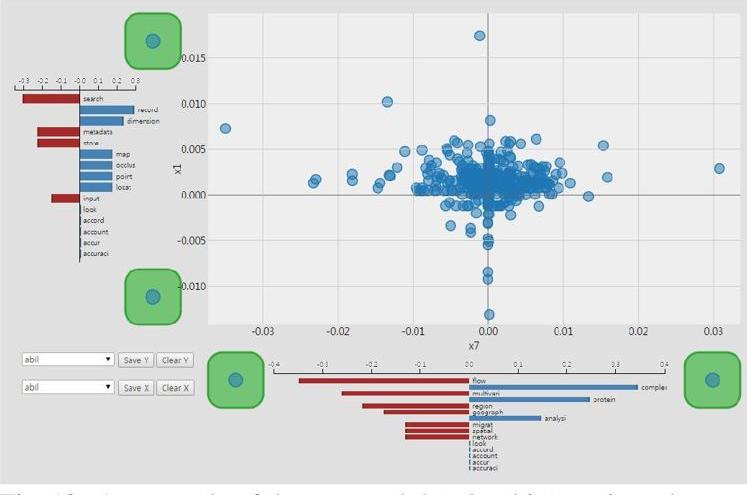 0.015
-0.3 -0.2 -0.1 -0.0 0.1 0.2 0.3
search
record
0.010
dimension
metadata
0.005
map
occlus
x1
point
locat
input
0.000
look
accord
account
accur
-0.005
accuraci
-0.010
-0.03 -0.02 -0.01 0.00 0.01 0.02 0.03
x7
abil Save Y Clear Y
-0.4 -0.3 -0.2 -0.1 0.0 0.1 0.2 0.3 0.4
flow
complex
abil Save X Clear X
multivari
protein
region
geograph
analysi
migrat
spatial
network
look
accord
account
accur
accuraci